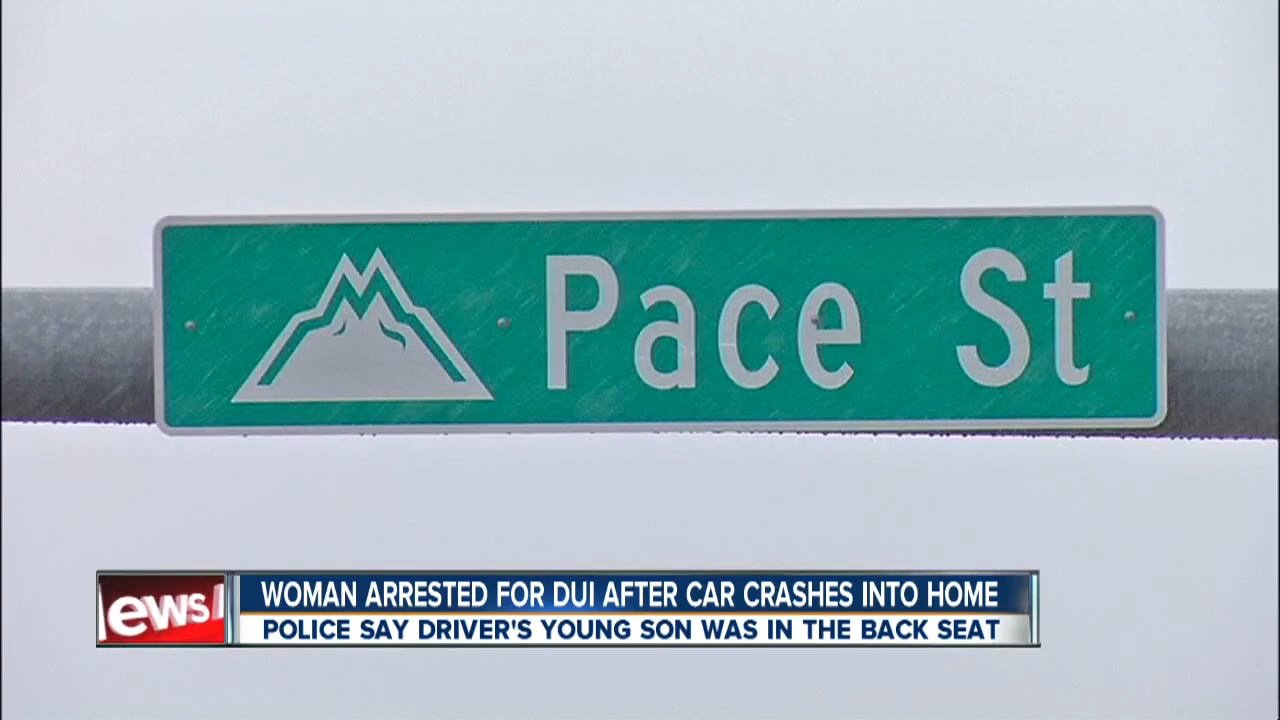 Pace St
ews
WOMAN ARRESTED FOR DUI AFTER CAR CRASHES INTO HOME
POLICE SAY DRIVER'S YOUNG SON WAS IN THE BACK SEAT